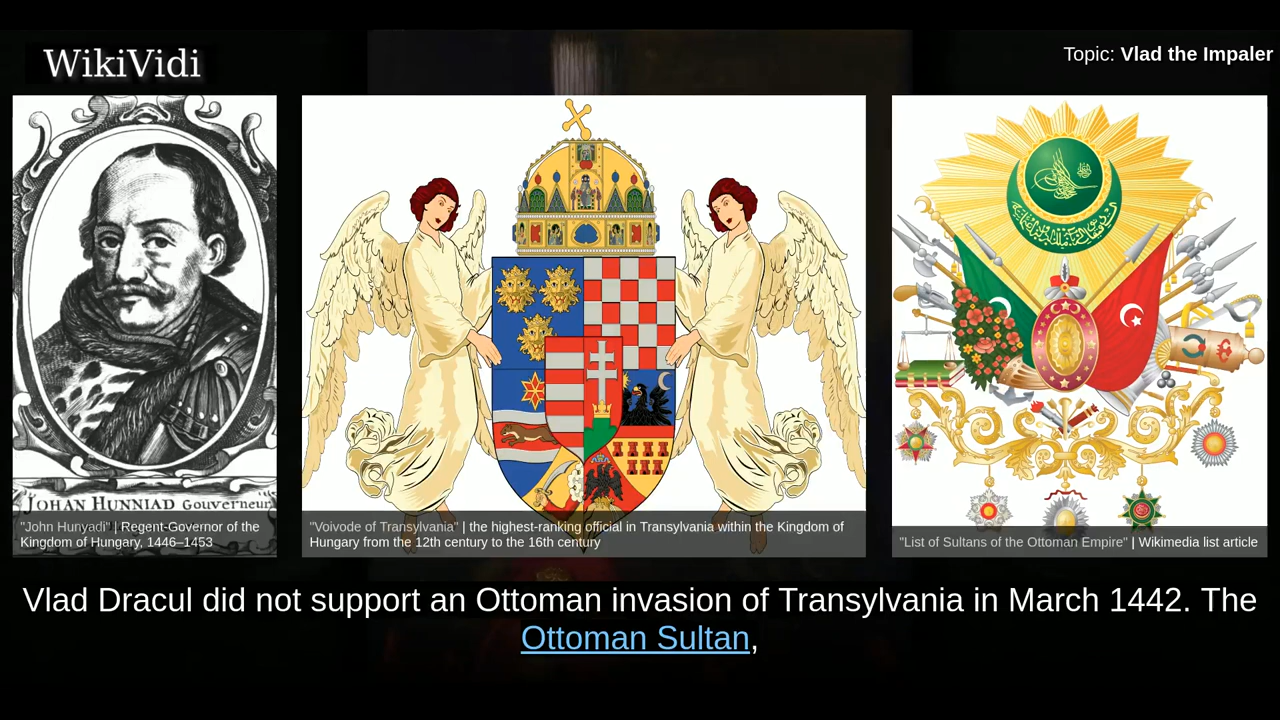 WikiVidi
Topic: Vlad the Impaler
JOHAN HUNNIAD Gouverneur
"John Hunyadi" | Regent-Governor of the
Kingdom of Hungary, 1446–1453
"Voivode of Transylvania" | the highest-ranking official in Transylvania within the Kingdom of
Hungary from the 12th century to the 16th century
"List of Sultans of the Ottoman Empire" | Wikimedia list article
Vlad Dracul did not support an Ottoman invasion of Transylvania in March 1442. The
Ottoman Sultan,